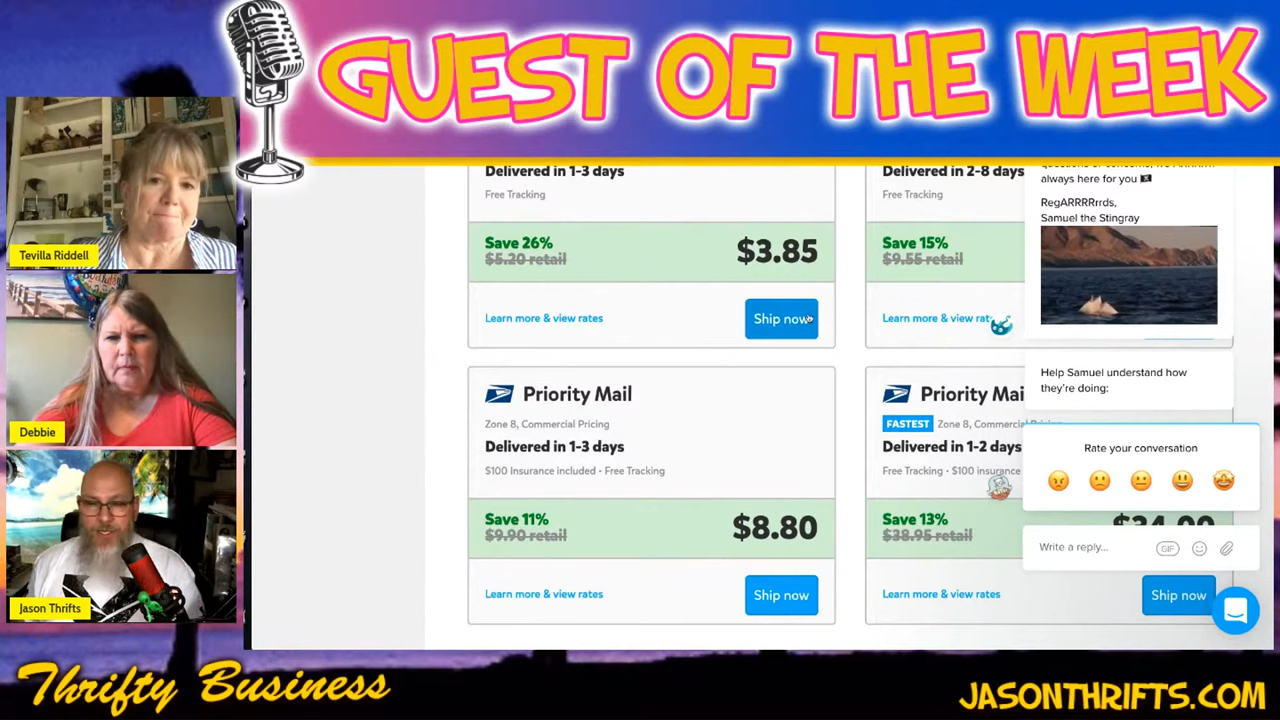 GUEST OF THE WEEK
Tevilla Riddell
Debbie
Jason Thrifts
Delivered in 1-3 days
Free Tracking
Save 26%
$5.20 retail
$3.85
Learn more & view rates
Ship now
Delivered in 2-8 days
Free Tracking
Save 15%
$9.55 retail
Learn more & view rat
Priority Mail
Zone 8, Commercial Pricing
Delivered in 1-3 days
$100 Insurance included • Free Tracking
Save 11%
$9.90 retail
$8.80
Learn more & view rates
Ship now
Priority Mai
FASTEST Zone 8, Commercial Pricing
Delivered in 1-2 days
Free Tracking • $100 insurance
Save 13%
$38.95 retail
Learn more & view rates
Ship now
always here for you
RegARRRRrrds,
Samuel the Stingray
Help Samuel understand how
they're doing:
Rate your conversation
Write a reply...
GIF
Thrifty Business
JASONTHRIFTS.COM